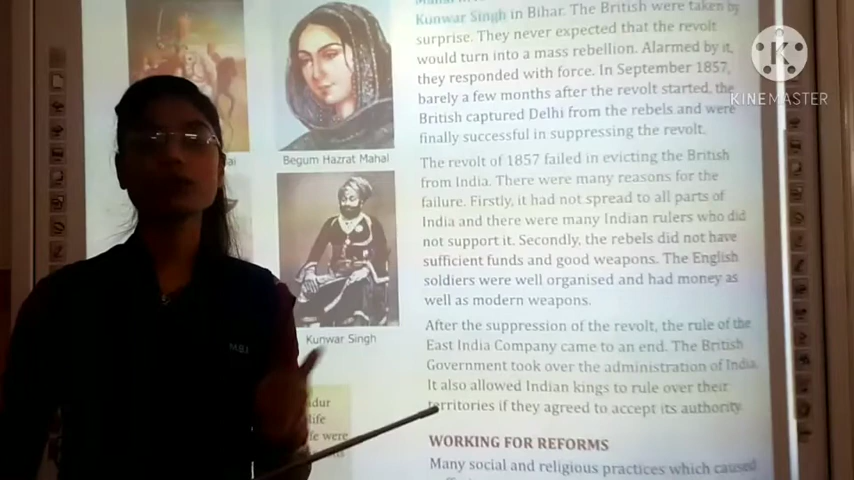 Kunwar Singh in Bihar. The British were taken by
surprise. They never expected that the revolt
would turn into a mass rebellion. Alarmed by it,
they responded with force. In September 1857,
barely a few months after the revolt started, the
British captured Delhi from the rebels and were
finally successful in suppressing the revolt.
The revolt of 1857 failed in evicting the British
from India. There were many reasons for the
failure. Firstly, it had not spread to all parts of
India and there were many Indian rulers who did
not support it. Secondly, the rebels did not have
sufficient funds and good weapons. The English
soldiers were well organised and had money as
well as modern weapons.
After the suppression of the revolt, the rule of the
East India Company came to an end. The British
Government took over the administration of India.
It also allowed Indian kings to rule over their
territories if they agreed to accept its authority.
WORKING FOR REFORMS
Many social and religious practices which caused
Begum Hazrat Mahal
Kunwar Singh
life
were
K
KINEMASTER